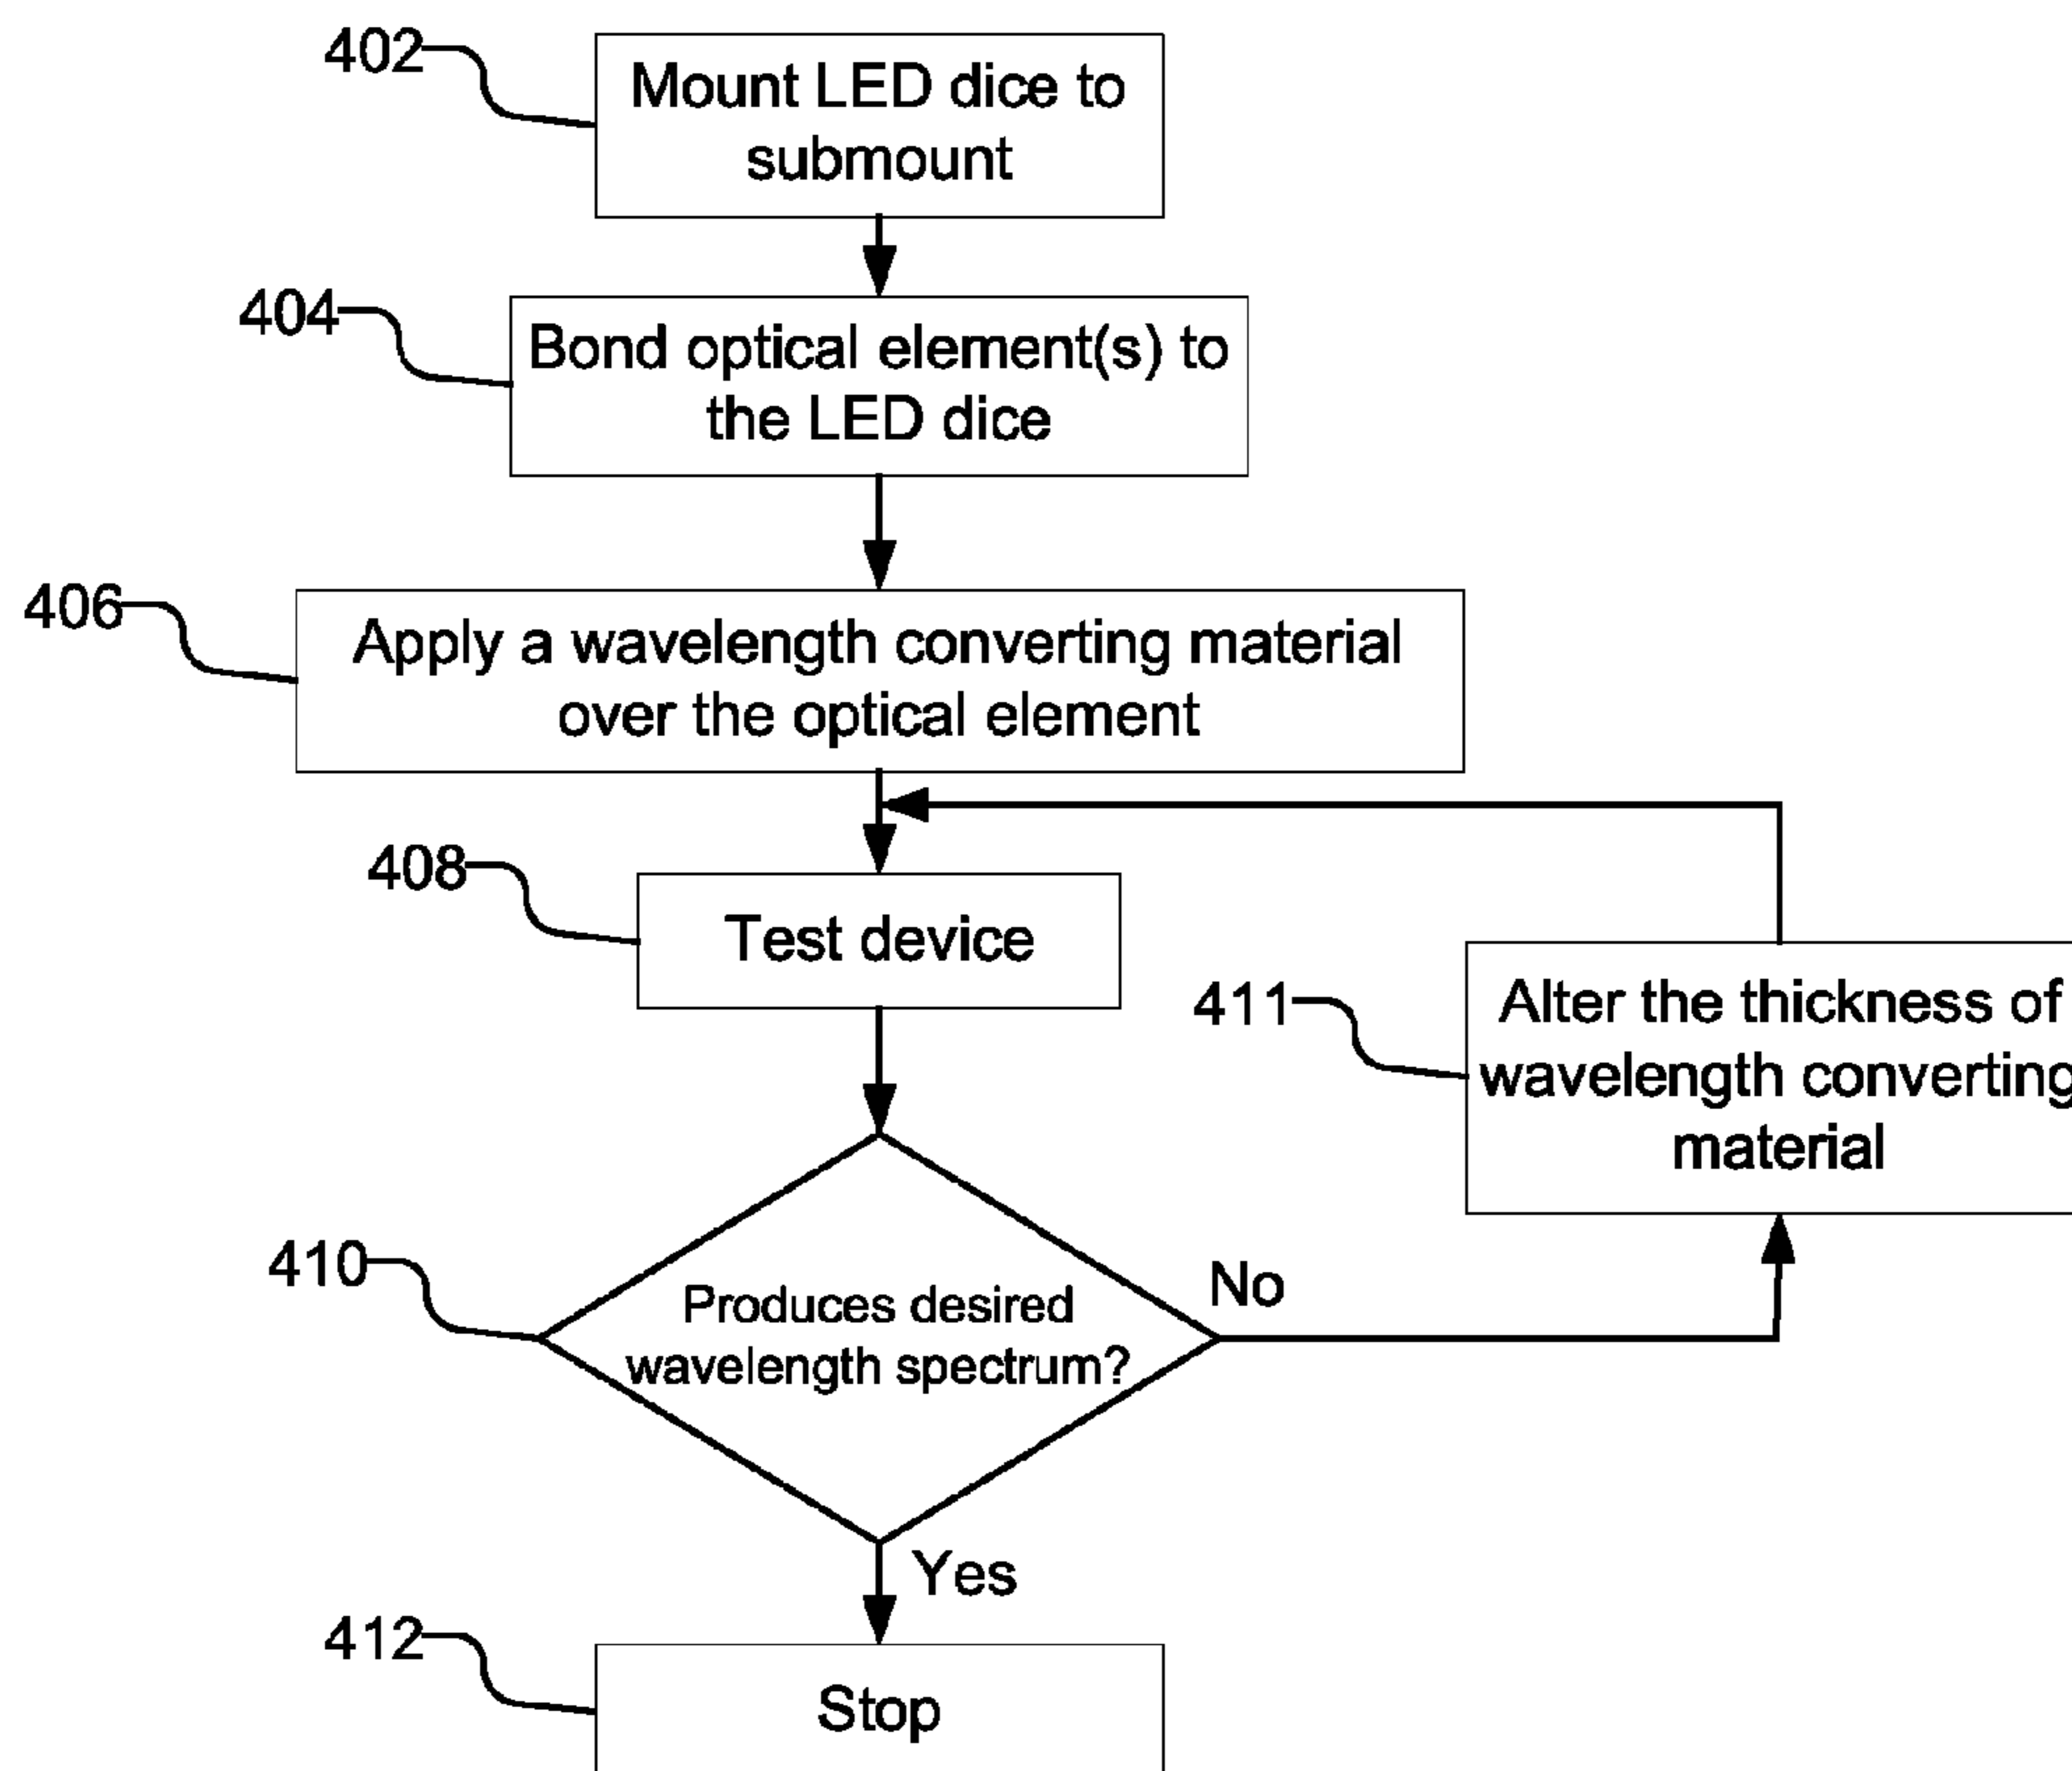 402
Mount LED dice to
submount
404
Bond optical element(s) to
the LED dice
406
Apply a wavelength converting material
over the optical element
408
Test device
411
Alter the thickness of
wavelength converting
material
410
Produces desired
wavelength spectrum?
No
Yes
412
Stop